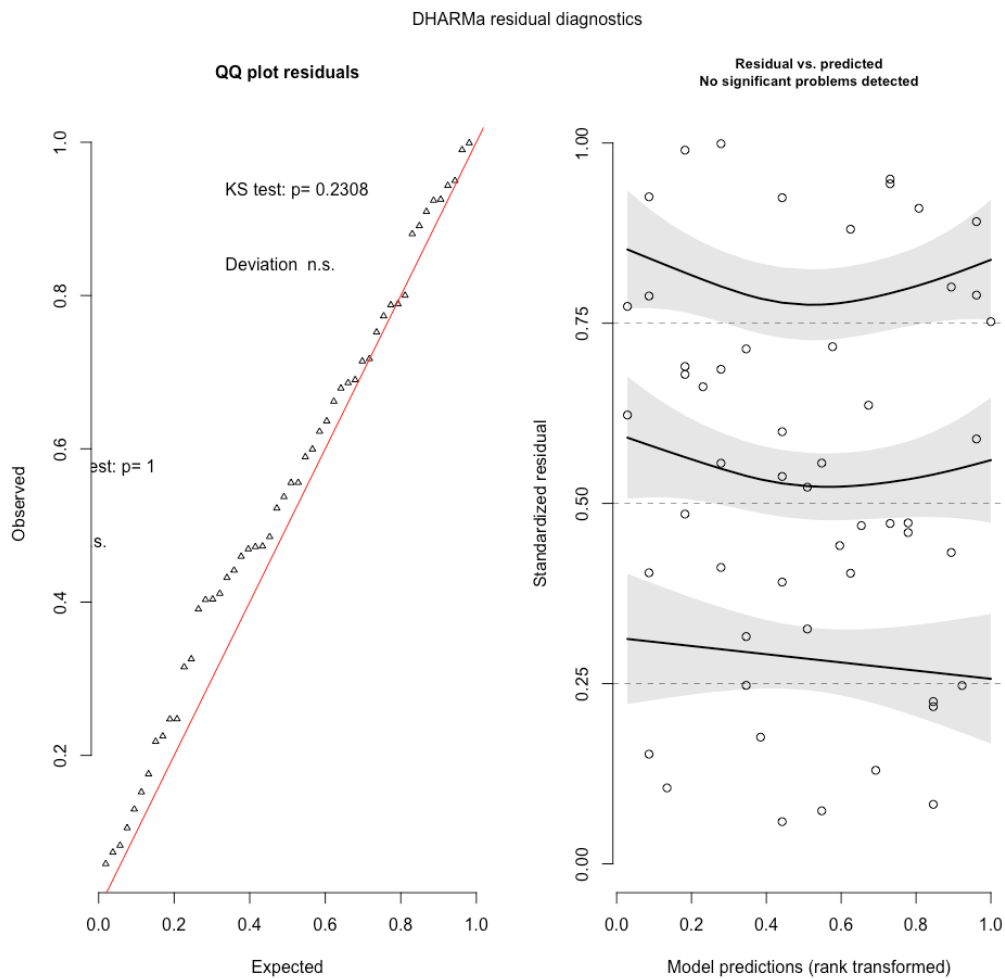 DHARMa residual diagnostics
QQ plot residuals
KS test: p= 0.2308
Deviation n.s.
est: p= 1
s.
Observed
1.0
0.8
0.6
0.4
0.2
0.0 0.2 0.4 0.6 0.8 1.0
Expected
Residual vs. predicted
No significant problems detected
Standardized residual
1.00
0.75
0.50
0.25
0.00
0.0 0.2 0.4 0.6 0.8 1.0
Model predictions (rank transformed)